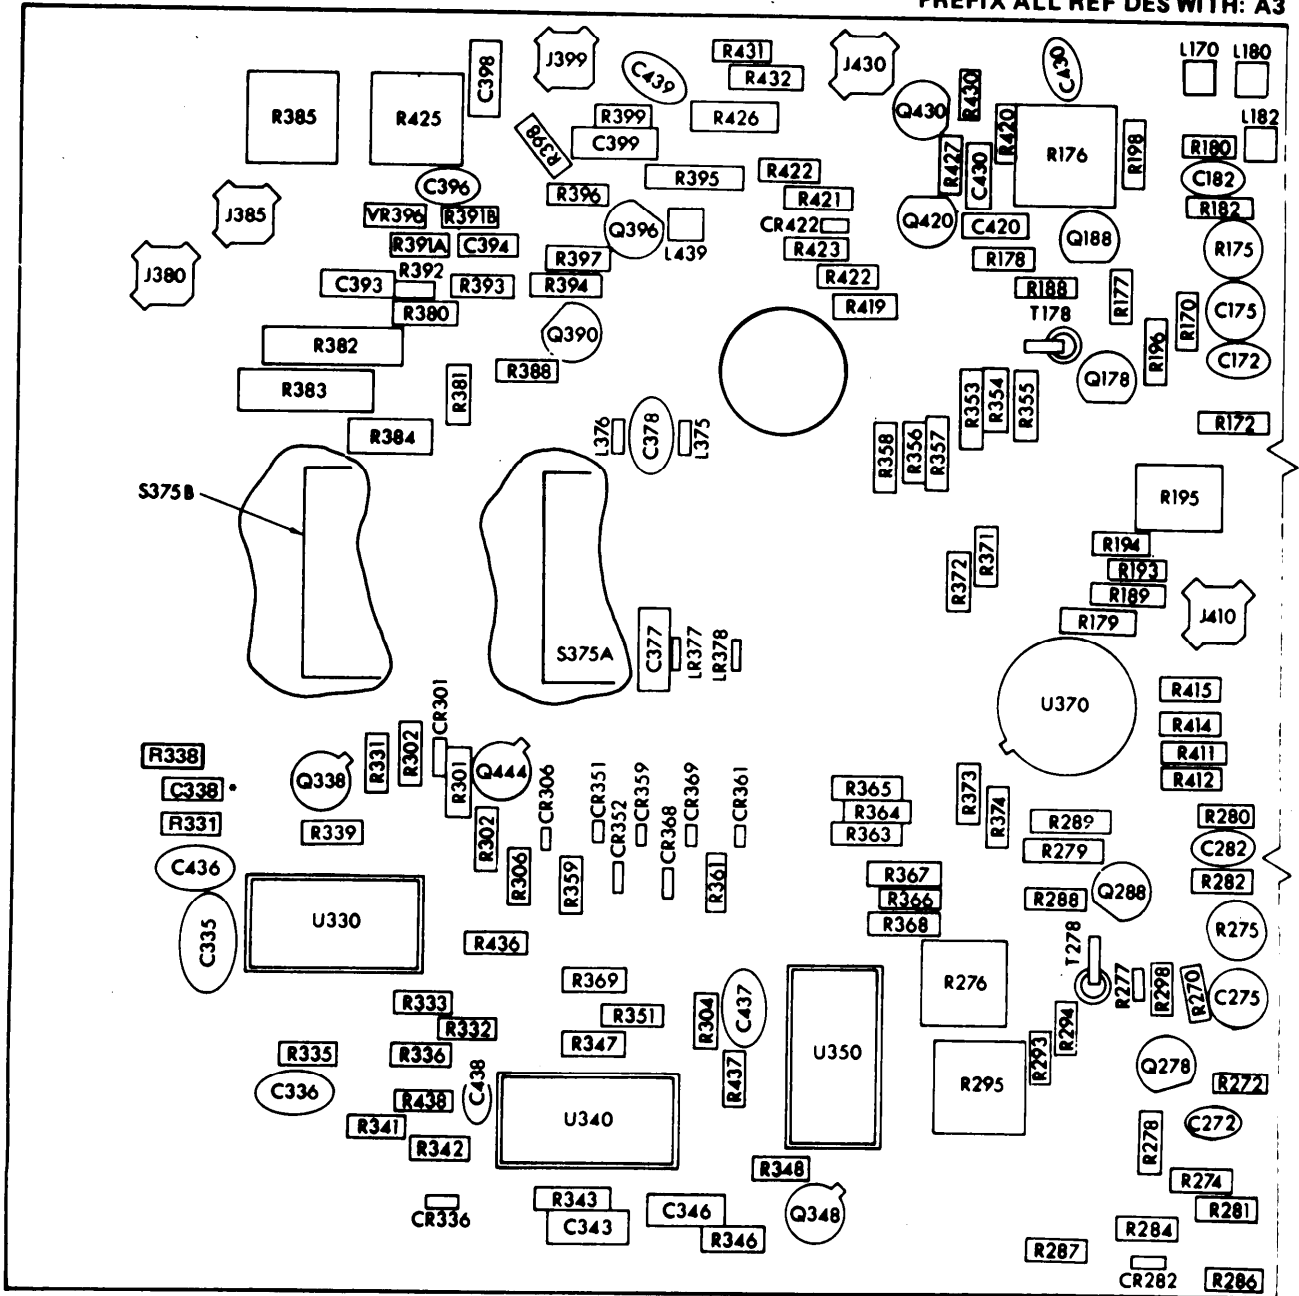 PREFIX ALL REF DES WITH: A3
L170 L180
R431
J399
C398
C439
R432
J430
C430
R430
Q430
R385
R425
R399
R426
R420
L182
C399
R398
R427
C430
R176
R198
R180
C396
R396
R395
R422
C182
R421
R182
J385
VR396
R391B
Q396
CR422
Q420
C420
R391A
C394
L439
R423
Q188
R175
R397
R178
J380
R392
C393
R393
R394
R422
R188
R177
R380
R419
T178
R170
C175
R382
Q390
R196
C172
R388
Q178
R383
R381
R353
R354
R355
R384
L376
C378
L375
R358
R356
R357
R172
S375B
R195
R194
R371
R193
R372
R189
J410
R179
S375A
C377
LR377
LR378
U370
R415
CR301
R414
R338
R331
R302
R411
Q338
Q444
R412
C338 *
R301
CR306
CR351
CR359
CR369
CR361
R365
R373
R364
R374
R280
R331
R339
R302
CR352
CR368
R363
R289
C282
R279
C436
R306
R359
R361
R367
R282
R366
R288
Q288
U330
R368
C335
R436
T278
R275
R369
R276
R277
R298
R270
C275
R333
R351
R304
C437
R332
R294
R335
R336
R347
U350
R293
Q278
C336
R438
C438
R437
R295
R272
R341
U340
C272
R342
R278
R348
R274
R343
C346
Q348
R281
CR336
C343
R346
R284
R287
CR282
R286